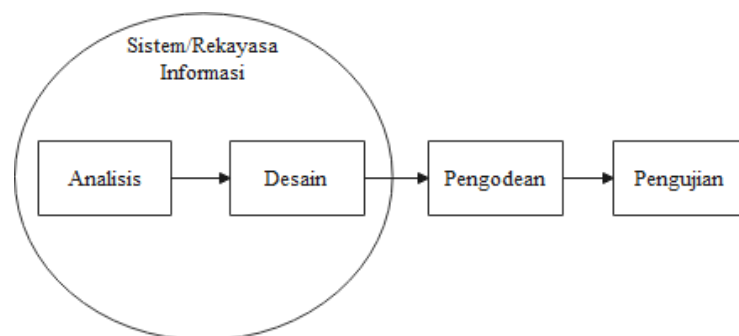 Sistem/Rekayasa
Informasi
Analisis
Desain
Pengodean
Pengujian